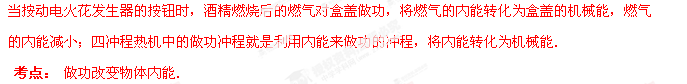 当按动电火花发生器的按钮时，酒精燃烧后的燃气对盒盖做功，将燃气的内能转化为盒盖的机械能，燃气
的内能减小；四冲程热机中的做功冲程就是利用内能来做功的冲程，将内能转化为机械能．
考点： 做功改变物体内能．